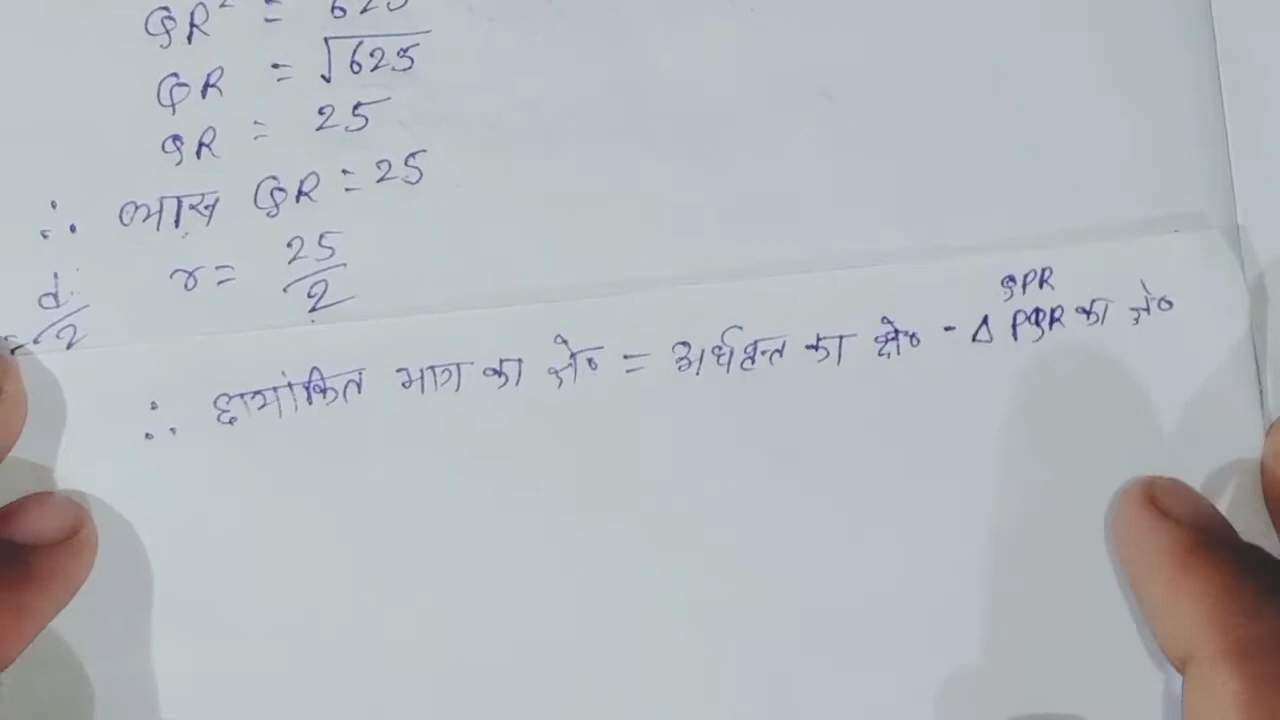 QR² = 625
QR = √625
QR = 25
∴ व्यास QR = 25
r = 25/2
d/2
QPR
∴ छायांकित भाग का क्षे० = अर्धवृत्त का क्षे० - Δ PQR का क्षे०